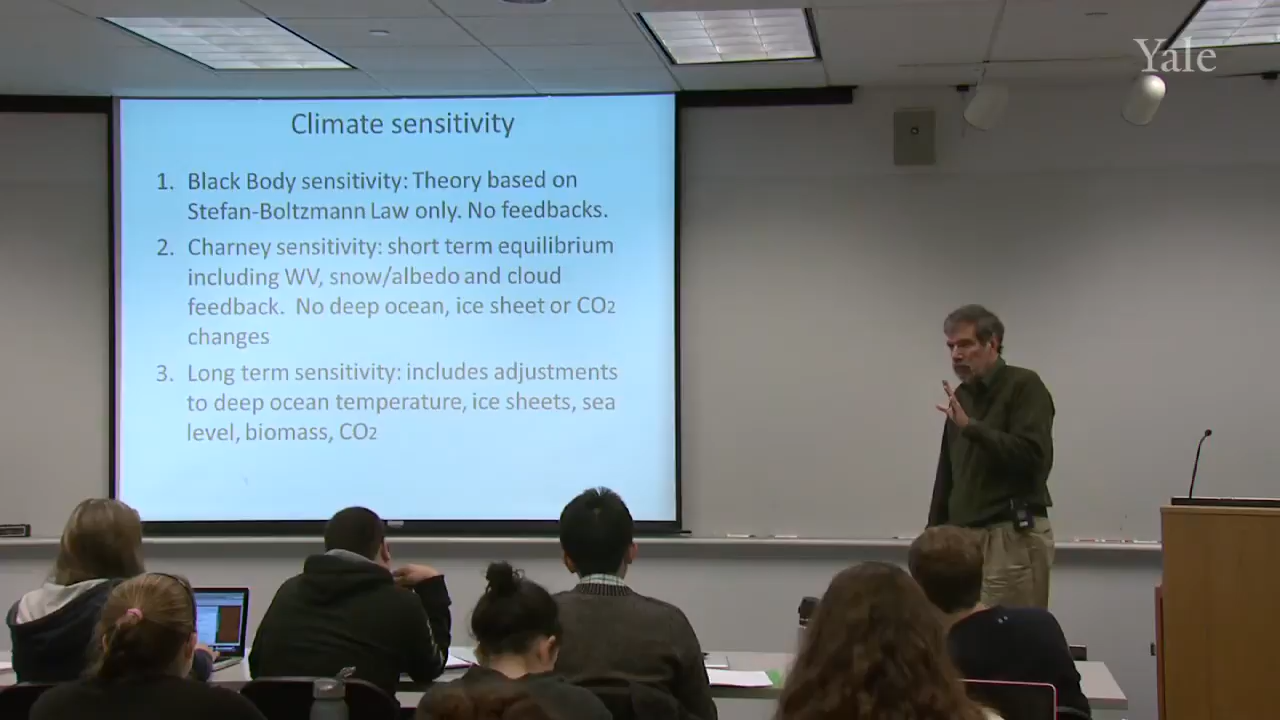 Yale
Climate sensitivity
1. Black Body sensitivity: Theory based on
Stefan-Boltzmann Law only. No feedbacks.
2. Charney sensitivity: short term equilibrium
including WV, snow/albedo and cloud
feedback. No deep ocean, ice sheet or CO2
changes
3. Long term sensitivity: includes adjustments
to deep ocean temperature, ice sheets, sea
level, biomass, CO2